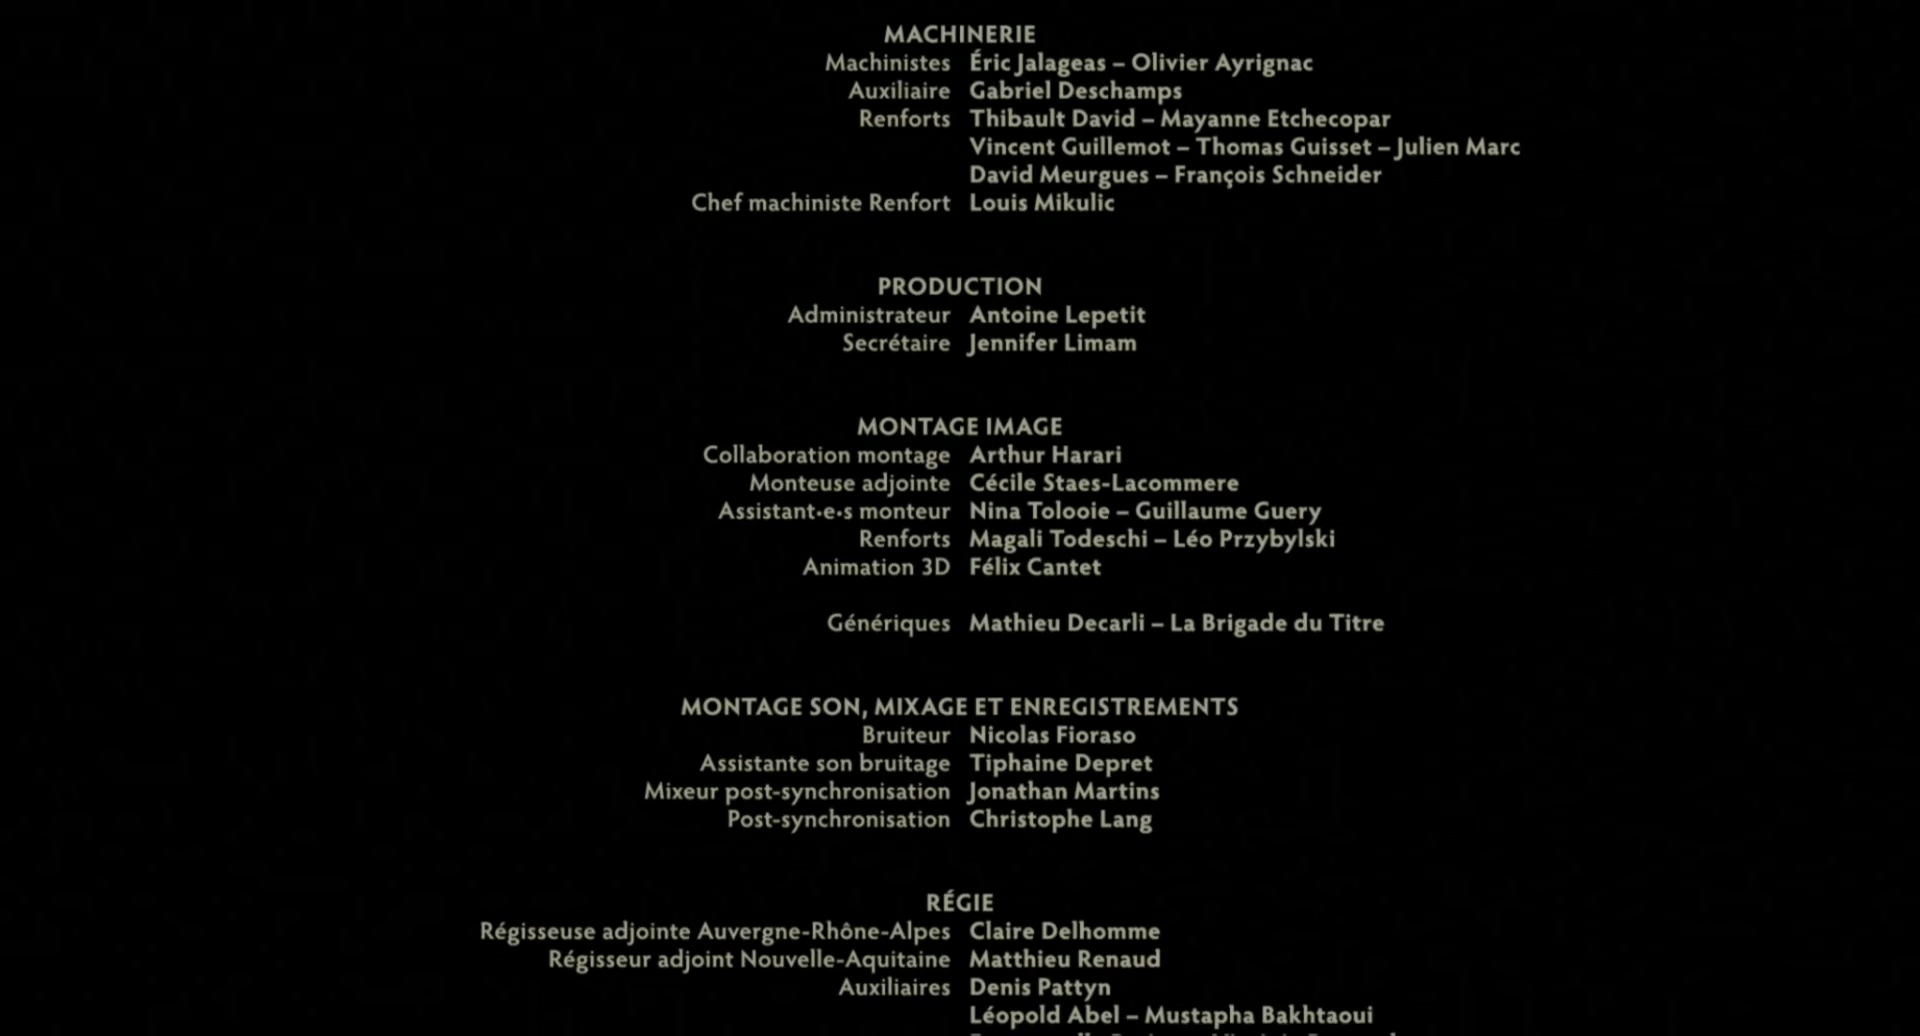 MACHINERIE
Machinistes Éric Jalageas – Olivier Ayrignac
Auxiliaire Gabriel Deschamps
Renforts Thibault David – Mayanne Etchecopar
Vincent Guillemot – Thomas Guisset – Julien Marc
David Meurgues – François Schneider
Chef machiniste Renfort Louis Mikulic
PRODUCTION
Administrateur Antoine Lepetit
Secrétaire Jennifer Limam
MONTAGE IMAGE
Collaboration montage Arthur Harari
Monteuse adjointe Cécile Staes-Lacommere
Assistant·e·s monteur Nina Tolooie – Guillaume Guery
Renforts Magali Todeschi – Léo Przybylski
Animation 3D Félix Cantet
Génériques Mathieu Decarli – La Brigade du Titre
MONTAGE SON, MIXAGE ET ENREGISTREMENTS
Bruiteur Nicolas Fioraso
Assistante son bruitage Tiphaine Depret
Mixeur post-synchronisation Jonathan Martins
Post-synchronisation Christophe Lang
RÉGIE
Régisseuse adjointe Auvergne-Rhône-Alpes Claire Delhomme
Régisseur adjoint Nouvelle-Aquitaine Matthieu Renaud
Auxiliaires Denis Pattyn
Léopold Abel – Mustapha Bakhtaoui